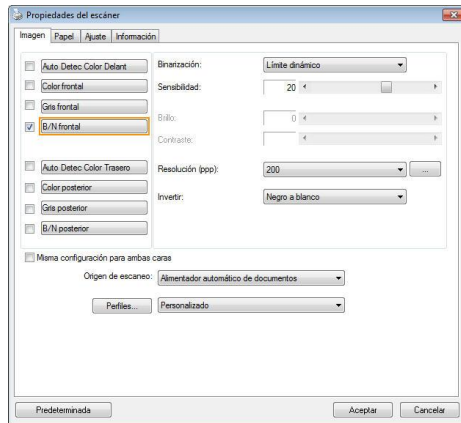 Propiedades del escáner
Imagen Papel Ajuste Información
Auto Detec Color Delant
Color frontal
Gris frontal
B/N frontal
Auto Detec Color Trasero
Color posterior
Gris posterior
B/N posterior
Binarización: Límite dinámico
Sensibilidad: 20
Brillo: 0
Contraste:
Resolución (ppp): 200 ...
Invertir: Negro a blanco
Misma configuración para ambas caras
Origen de escaneo: Alimentador automático de documentos
Perfiles... Personalizado
Predeterminada Aceptar Cancelar